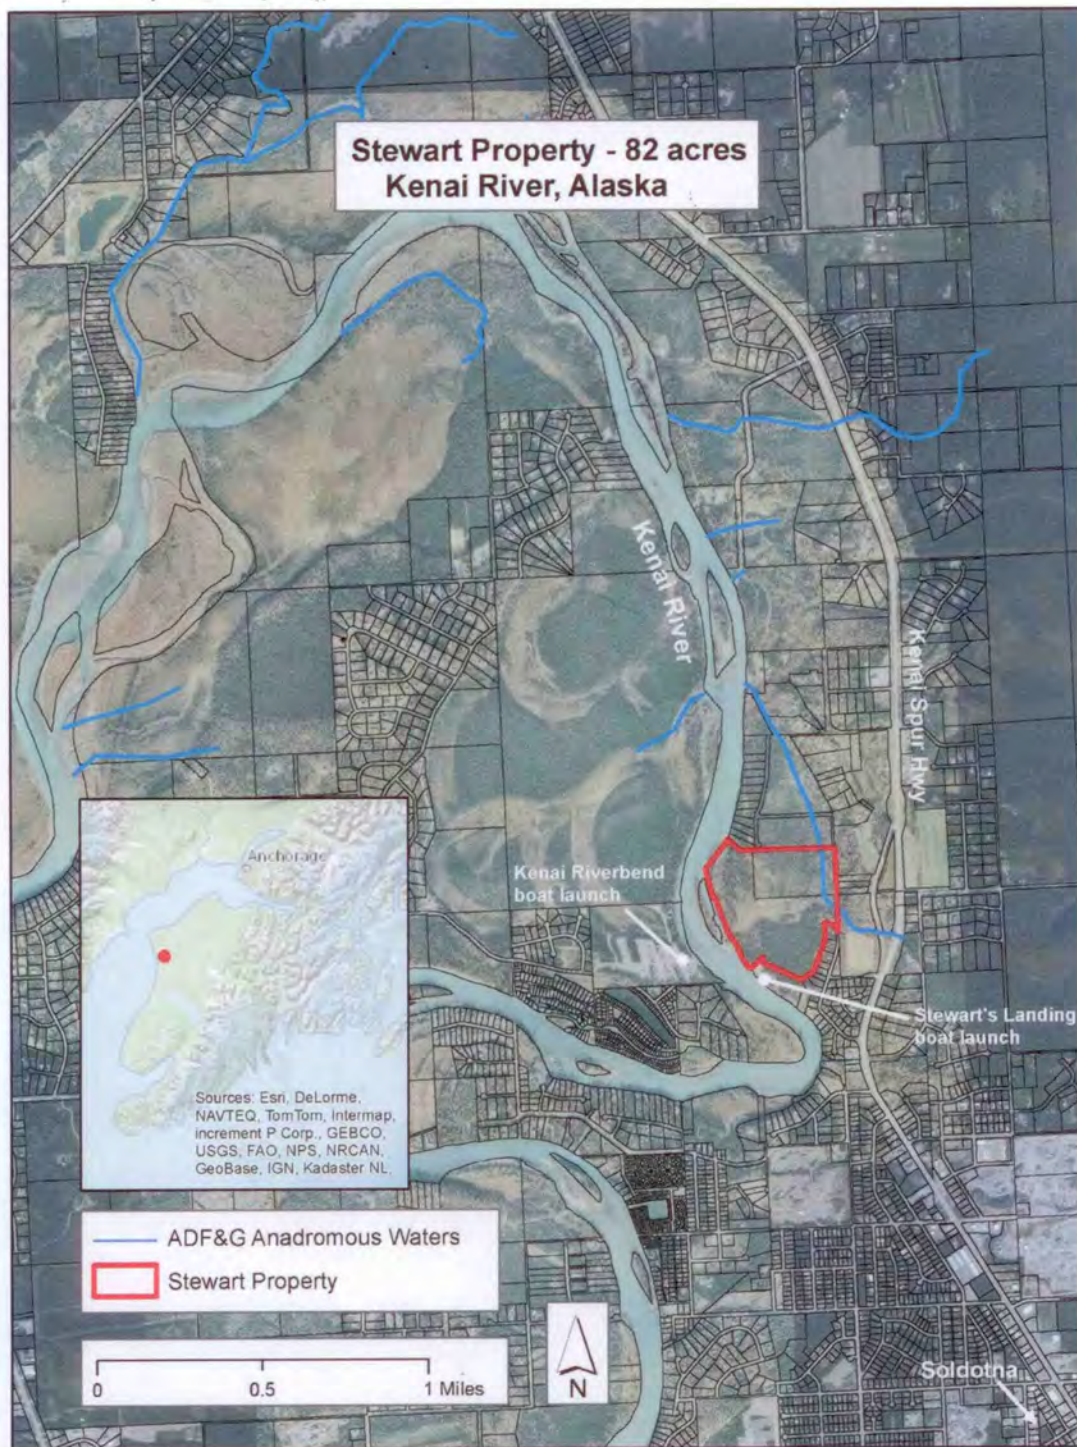 Stewart Property - 82 acres
Kenai River, Alaska
Kenai River
Kenai Spur Hwy
Anchorage
Kenai Riverbend
boat launch
Stewart's Landing
boat launch
Sources: Esri, DeLorme,
NAVTEQ, TomTom, Intermap,
increment P Corp., GEBCO,
USGS, FAO, NPS, NRCAN,
GeoBase, IGN, Kadaster NL,
ADF&G Anadromous Waters
Stewart Property
0 0.5 1 Miles
N
Soldotna